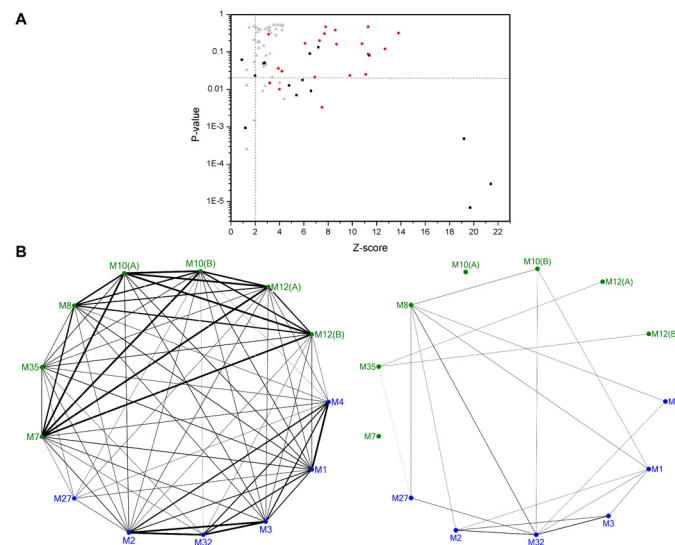 A
1
0.1
0.01
1E-3
1E-4
1E-5
P-value
0 2 4 6 8 10 12 14 16 18 20 22
Z-score
B
M10(A)
M10(B)
M12(A)
M8
M12(B)
M35
M4
M7
M1
M27
M3
M2
M32
M10(B)
M10(A)
M12(A)
M8
M12(B
M35
M
M7
M1
M27
M3
M2
M32